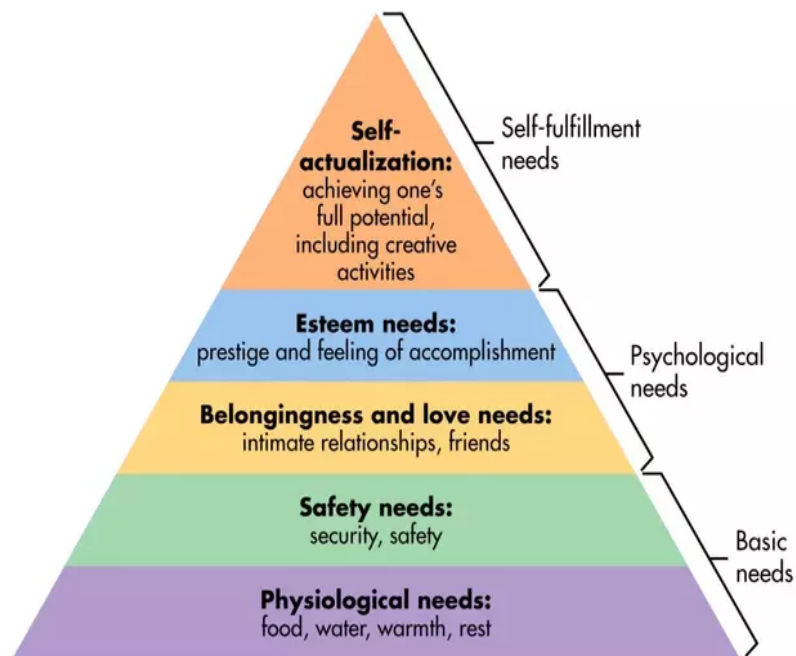 Self-
actualization:
achieving one's
full potential,
including creative
activities
Self-fulfillment
needs
Esteem needs:
prestige and feeling of accomplishment
Psychological
needs
Belongingness and love needs:
intimate relationships, friends
Safety needs:
security, safety
Basic
needs
Physiological needs:
food, water, warmth, rest